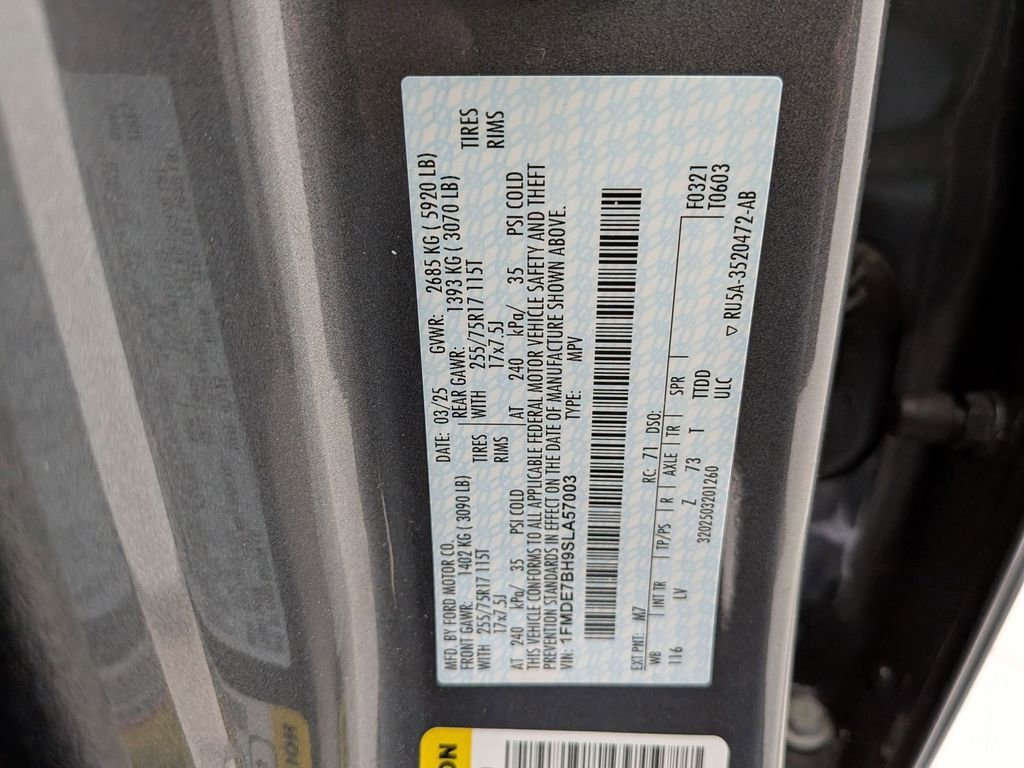 MFD. BY FORD MOTOR CO.
DATE: 03/25 GVWR: 2685 KG ( 5920 LB)
FRONT GAWR: 1402 KG ( 3090 LB) REAR GAWR: 1393 KG ( 3070 LB)
WITH 255/75R17 115T TIRES WITH 255/75R17 115T TIRES
17x7.5J RIMS 17x7.5J RIMS
AT 240 kPa/ 35 PSI COLD AT 240 kPa/ 35 PSI COLD
THIS VEHICLE CONFORMS TO ALL APPLICABLE FEDERAL MOTOR VEHICLE SAFETY AND THEFT
PREVENTION STANDARDS IN EFFECT ON THE DATE OF MANUFACTURE SHOWN ABOVE.
VIN: 1FMDE7BH9SLA57003 TYPE: MPV
EXT PNT: M7 RC: 71 DSO: F0321
WB INT TR TP/PS R AXLE TR SPR T0603
116 LV Z 73 T TTDD
3202503201260 ULC
▽ RU5A-3520472-AB